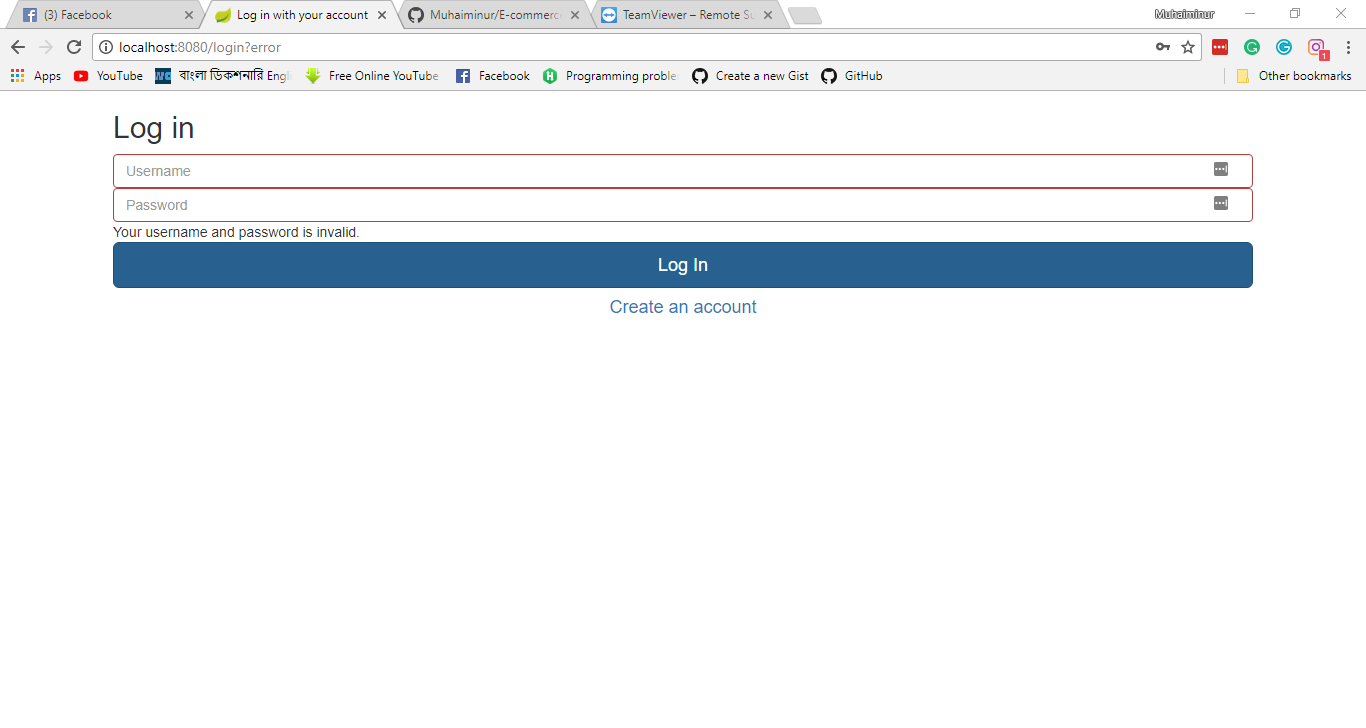 (3) Facebook
Log in with your account
Muhaiminur/E-commerc
TeamViewer – Remote Su
Muhaiminur
localhost:8080/login?error
1
Apps
YouTube
বাংলা ডিকশনারি Engli
Free Online YouTube
Facebook
Programming proble
Create a new Gist
GitHub
Other bookmarks
Log in
Username
Password
Your username and password is invalid.
Log In
Create an account